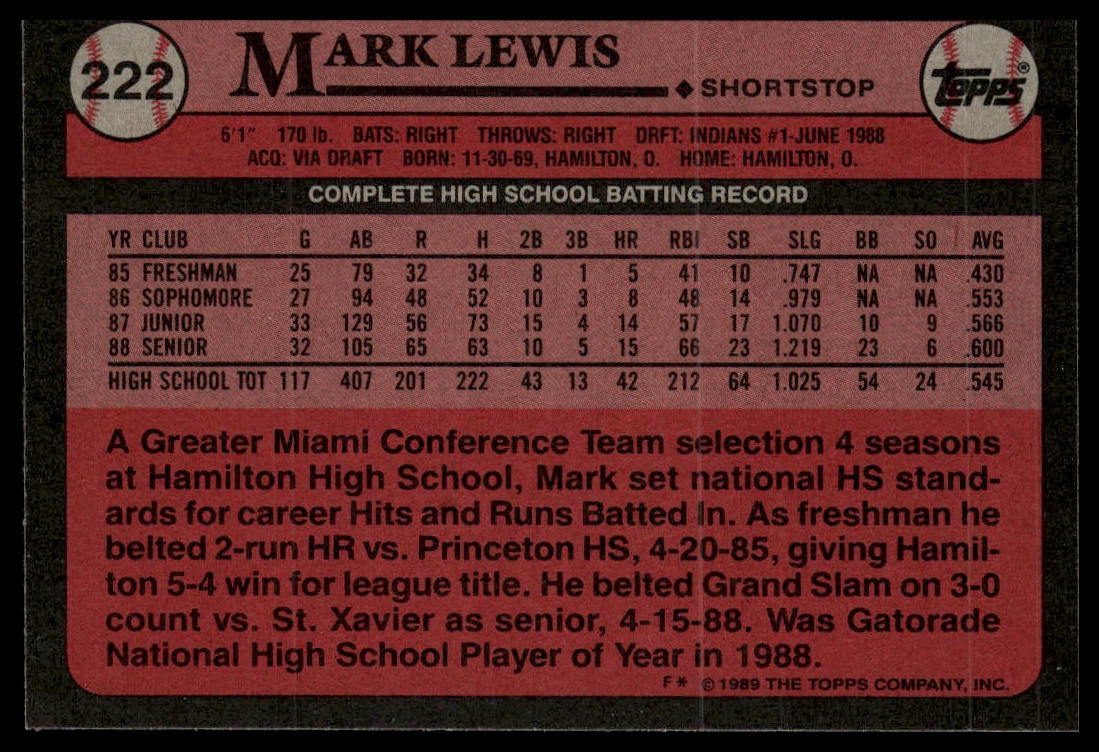 222
MARK LEWIS
◆ SHORTSTOP
TOPPS®
6'1" 170 lb. BATS: RIGHT THROWS: RIGHT DRFT: INDIANS #1-JUNE 1988
ACQ: VIA DRAFT BORN: 11-30-69, HAMILTON, O. HOME: HAMILTON, O.
COMPLETE HIGH SCHOOL BATTING RECORD
YR CLUB G AB R H 2B 3B HR RBI SB SLG BB SO AVG
85 FRESHMAN 25 79 32 34 8 1 5 41 10 .747 NA NA .430
86 SOPHOMORE 27 94 48 52 10 3 8 48 14 .979 NA NA .553
87 JUNIOR 33 129 56 73 15 4 14 57 17 1.070 10 9 .566
88 SENIOR 32 105 65 63 10 5 15 66 23 1.219 23 6 .600
HIGH SCHOOL TOT 117 407 201 222 43 13 42 212 64 1.025 54 24 .545
A Greater Miami Conference Team selection 4 seasons
at Hamilton High School, Mark set national HS stand-
ards for career Hits and Runs Batted In. As freshman he
belted 2-run HR vs. Princeton HS, 4-20-85, giving Hamil-
ton 5-4 win for league title. He belted Grand Slam on 3-0
count vs. St. Xavier as senior, 4-15-88. Was Gatorade
National High School Player of Year in 1988.
F* ©1989 THE TOPPS COMPANY, INC.